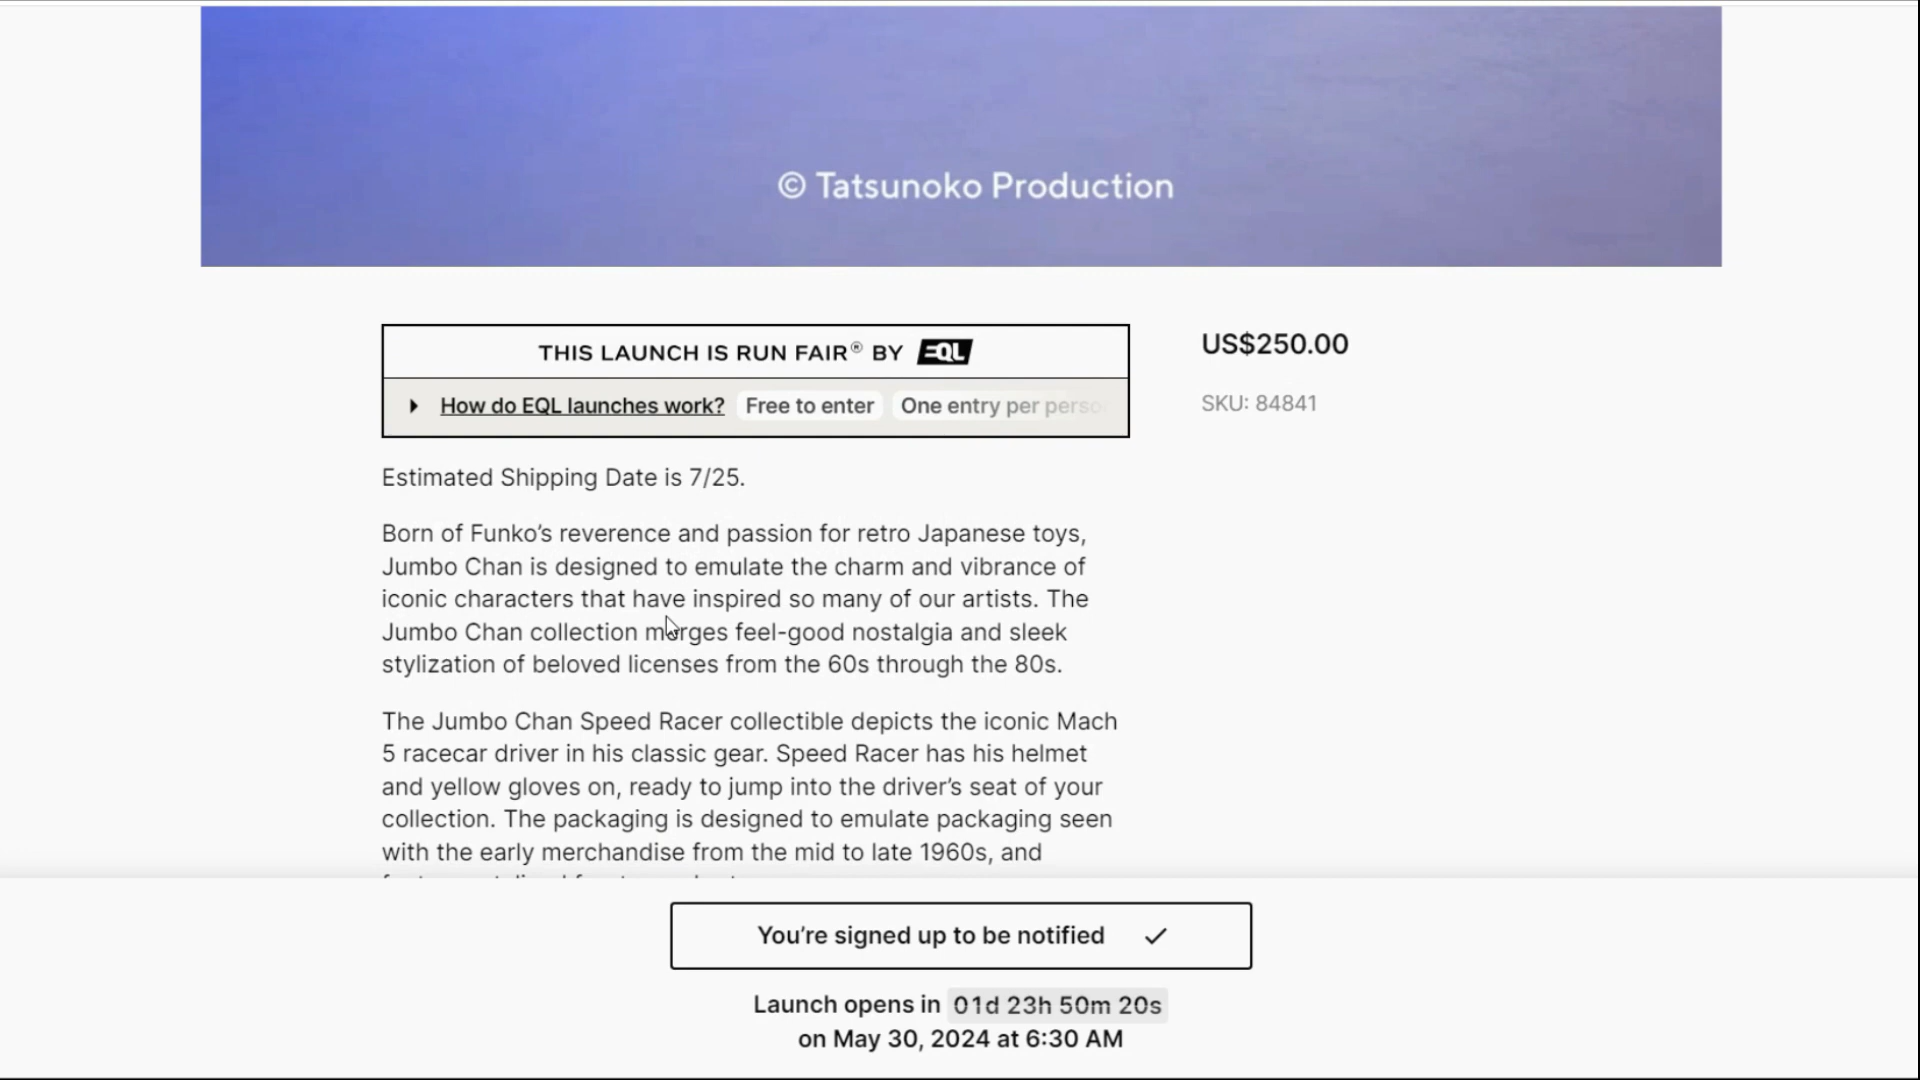 © Tatsunoko Production
THIS LAUNCH IS RUN FAIR® BY EQL
How do EQL launches work? Free to enter One entry per perso
US$250.00
SKU: 84841
Estimated Shipping Date is 7/25.
Born of Funko’s reverence and passion for retro Japanese toys,
Jumbo Chan is designed to emulate the charm and vibrance of
iconic characters that have inspired so many of our artists. The
Jumbo Chan collection merges feel-good nostalgia and sleek
stylization of beloved licenses from the 60s through the 80s.
The Jumbo Chan Speed Racer collectible depicts the iconic Mach
5 racecar driver in his classic gear. Speed Racer has his helmet
and yellow gloves on, ready to jump into the driver’s seat of your
collection. The packaging is designed to emulate packaging seen
with the early merchandise from the mid to late 1960s, and
You’re signed up to be notified
Launch opens in 01d 23h 50m 20s
on May 30, 2024 at 6:30 AM